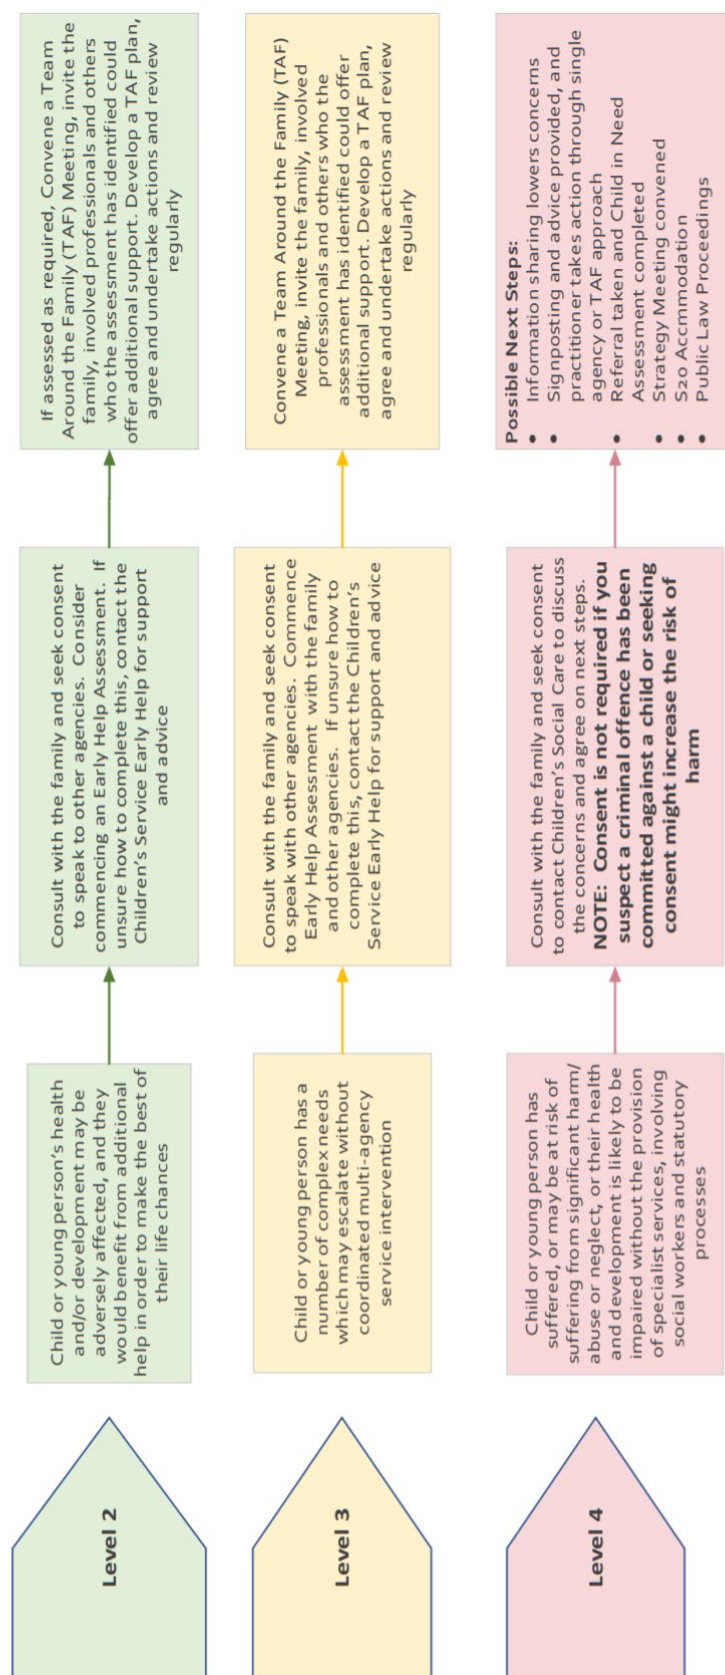 Level 2
Child or young person's health
and/or development may be
adversely affected, and they
would benefit from additional
help in order to make the best of
their life chances
Consult with the family and seek consent
to speak to other agencies. Consider
commencing an Early Help Assessment. If
unsure how to complete this, contact the
Children's Service Early Help for support
and advice
If assessed as required, Convene a Team
Around the Family (TAF) Meeting, invite the
family, involved professionals and others
who the assessment has identified could
offer additional support. Develop a TAF plan,
agree and undertake actions and review
regularly
Level 3
Child or young person has a
number of complex needs
which may escalate without
coordinated multi-agency
service intervention
Consult with the family and seek consent
to speak with other agencies. Commence
Early Help Assessment with the family
and other agencies. If unsure how to
complete this, contact the Children's
Service Early Help for support and advice
Convene a Team Around the Family (TAF)
Meeting, invite the family, involved
professionals and others who the
assessment has identified could offer
additional support. Develop a TAF plan,
agree and undertake actions and review
regularly
Level 4
Child or young person has
suffered, or may be at risk of
suffering from significant harm/
abuse or neglect, or their health
and development is likely to be
impaired without the provision
of specialist services, involving
social workers and statutory
processes
Consult with the family and seek consent
to contact Children's Social Care to discuss
the concerns and agree on next steps.
NOTE: Consent is not required if you
suspect a criminal offence has been
committed against a child or seeking
consent might increase the risk of
harm
Possible Next Steps:
• Information sharing lowers concerns
• Signposting and advice provided, and
practitioner takes action through single
agency or TAF approach
• Referral taken and Child in Need
Assessment completed
• Strategy Meeting convened
• S20 Accmmodation
• Public Law Proceedings